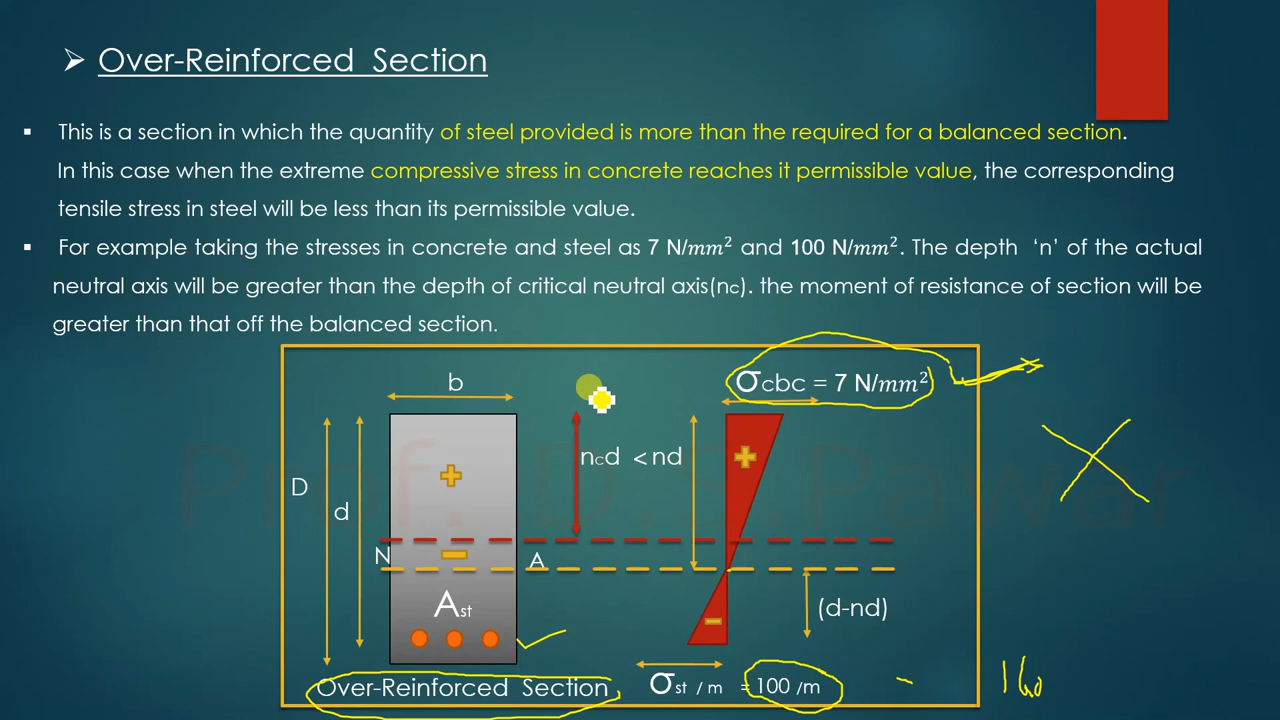 Over-Reinforced Section
This is a section in which the quantity of steel provided is more than the required for a balanced section.
In this case when the extreme compressive stress in concrete reaches it permissible value, the corresponding
tensile stress in steel will be less than its permissible value.
For example taking the stresses in concrete and steel as 7 N/mm² and 100 N/mm². The depth ‘n’ of the actual
neutral axis will be greater than the depth of critical neutral axis(nc). the moment of resistance of section will be
greater than that off the balanced section.
b
σcbc = 7 N/mm²
ncd < nd
D
d
N
A
Ast
(d-nd)
Over-Reinforced Section
σst / m = 100 /m
160
Prof. D.S.Pawar